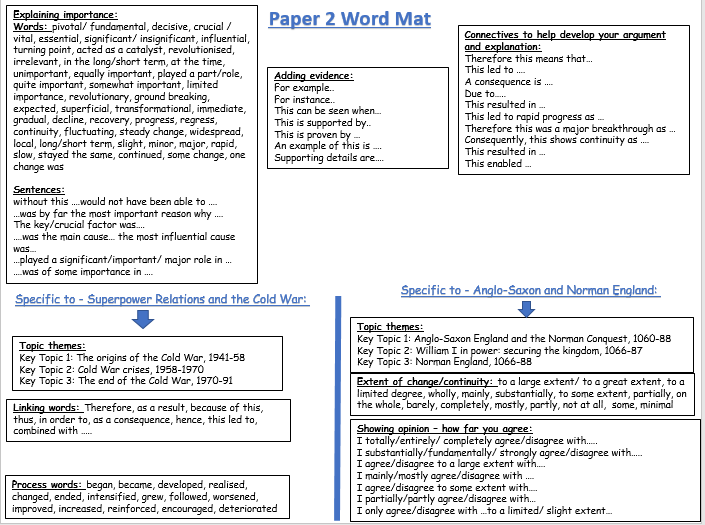 Paper 2 Word Mat
Explaining importance:
Words: pivotal/ fundamental, decisive, crucial /
vital, essential, significant/ insignificant, influential,
turning point, acted as a catalyst, revolutionised,
irrelevant, in the long/short term, at the time,
unimportant, equally important, played a part/role,
quite important, somewhat important, limited
importance, revolutionary, ground breaking,
expected, superficial, transformational, immediate,
gradual, decline, recovery, progress, regress,
continuity, fluctuating, steady change, widespread,
local, long/short term, slight, minor, major, rapid,
slow, stayed the same, continued, some change, one
change was
Sentences:
without this ....would not have been able to ....
...was by far the most important reason why ....
The key/crucial factor was....
....was the main cause... the most influential cause
was...
..played a significant/important/ major role in ...
....was of some importance in ....
Adding evidence:
For example..
For instance..
This can be seen when...
This is supported by..
This is proven by ...
An example of this is ....
Supporting details are....
Connectives to help develop your argument
and explanation:
Therefore this means that...
This led to ....
A consequence is ....
Due to.....
This resulted in ...
This led to rapid progress as ...
Therefore this was a major breakthrough as ...
Consequently, this shows continuity as ....
This resulted in ...
This enabled ...
Specific to - Superpower Relations and the Cold War:
Topic themes:
Key Topic 1: The origins of the Cold War, 1941-58
Key Topic 2: Cold War crises, 1958-1970
Key Topic 3: The end of the Cold War, 1970-91
Linking words: Therefore, as a result, because of this,
thus, in order to, as a consequence, hence, this led to,
combined with .....
Process words: began, became, developed, realised,
changed, ended, intensified, grew, followed, worsened,
improved, increased, reinforced, encouraged, deteriorated
Specific to - Anglo-Saxon and Norman England:
Topic themes:
Key Topic 1: Anglo-Saxon England and the Norman Conquest, 1060-88
Key Topic 2: William I in power: securing the kingdom, 1066-87
Key Topic 3: Norman England, 1066-88
Extent of change/continuity: to a large extent/ to a great extent, to a
limited degree, wholly, mainly, substantially, to some extent, partially, on
the whole, barely, completely, mostly, partly, not at all, some, minimal
Showing opinion – how far you agree:
I totally/entirely/ completely agree/disagree with.....
I substantially/fundamentally/ strongly agree/disagree with.....
I agree/disagree to a large extent with....
I mainly/mostly agree/disagree with ....
I agree/disagree to some extent with....
I partially/partly agree/disagree with...
I only agree/disagree with ...to a limited/ slight extent...